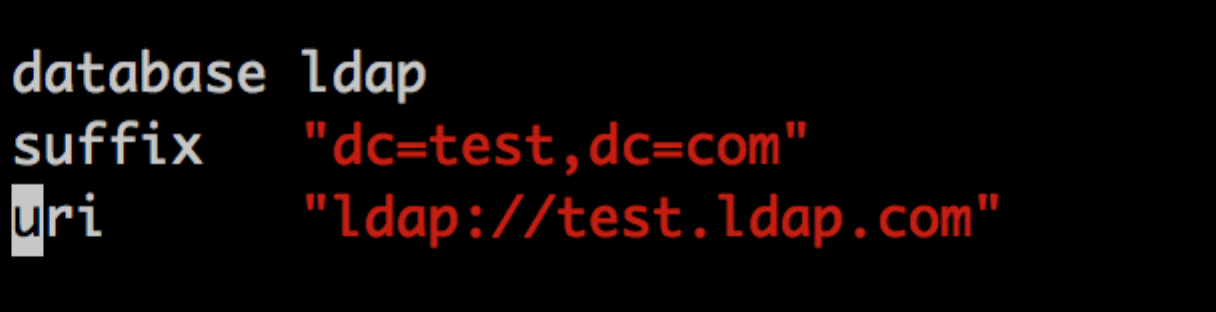 database ldap
suffix   "dc=test,dc=com"
uri      "ldap://test.ldap.com"